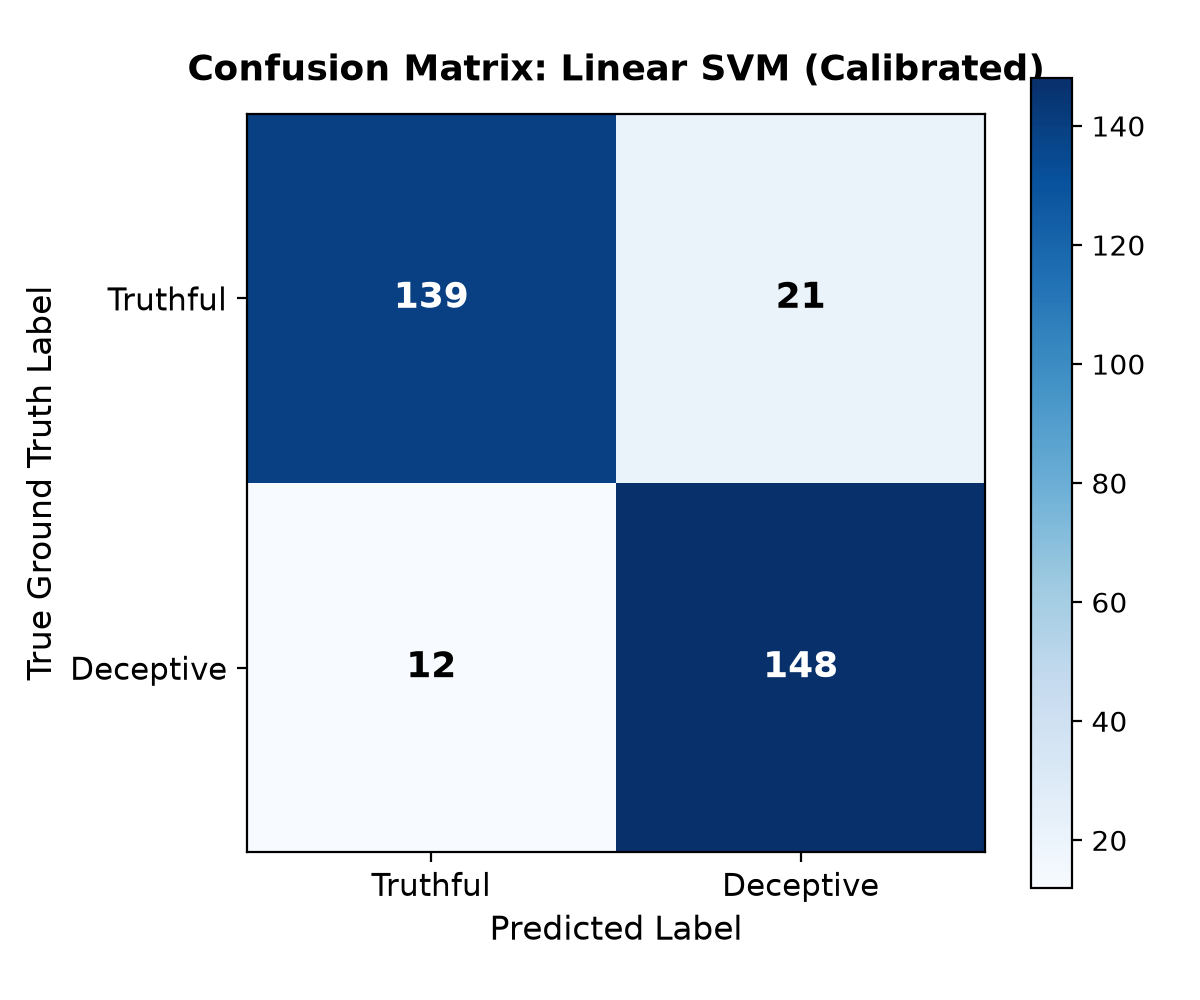 Confusion Matrix: Linear SVM (Calibrated)
True Ground Truth Label
Truthful
139
21
Deceptive
12
148
Truthful
Deceptive
Predicted Label
140
120
100
80
60
40
20